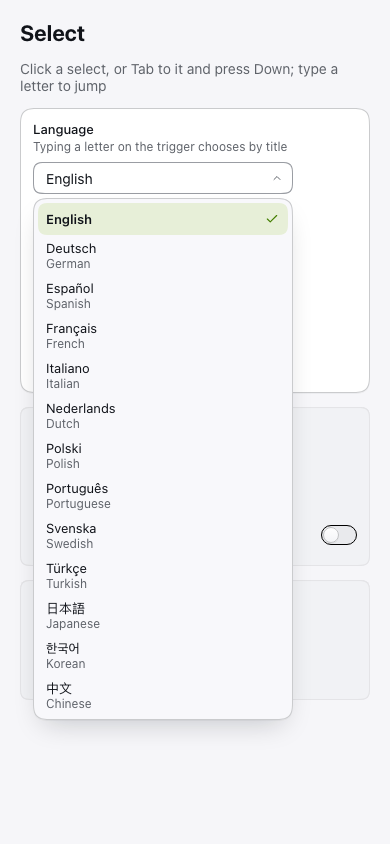 Select
Click a select, or Tab to it and press Down; type a
letter to jump
Language
Typing a letter on the trigger chooses by title
English
English
Deutsch
German
Español
Spanish
Français
French
Italiano
Italian
Nederlands
Dutch
Polski
Polish
Português
Portuguese
Svenska
Swedish
Türkçe
Turkish
日本語
Japanese
한국어
Korean
中文
Chinese